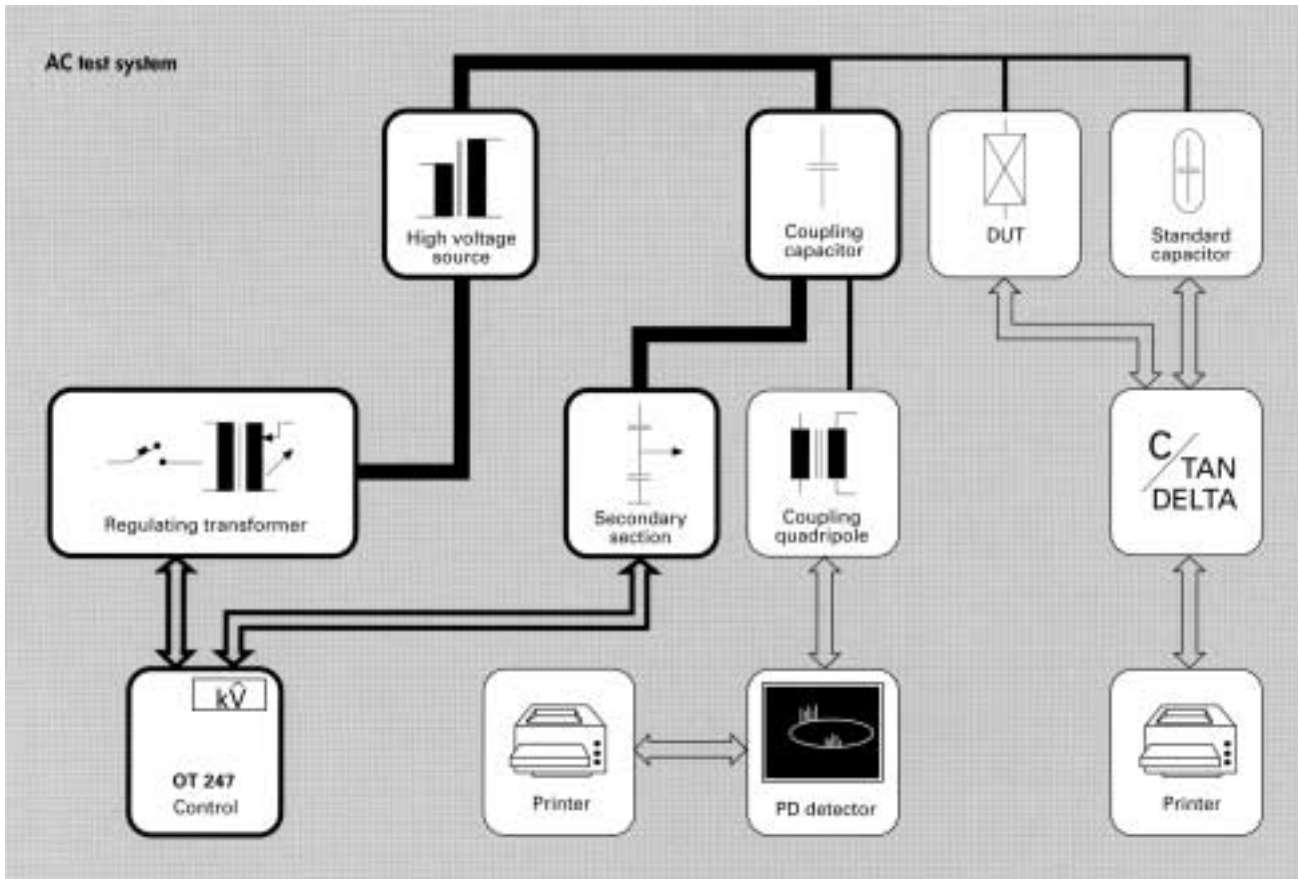 AC test system
High voltage
source
Coupling
capacitor
DUT
Standard
capacitor
Regulating transformer
Secondary
section
Coupling
quadripole
C/
TAN
DELTA
kV̂
OT 247
Control
Printer
PD detector
Printer